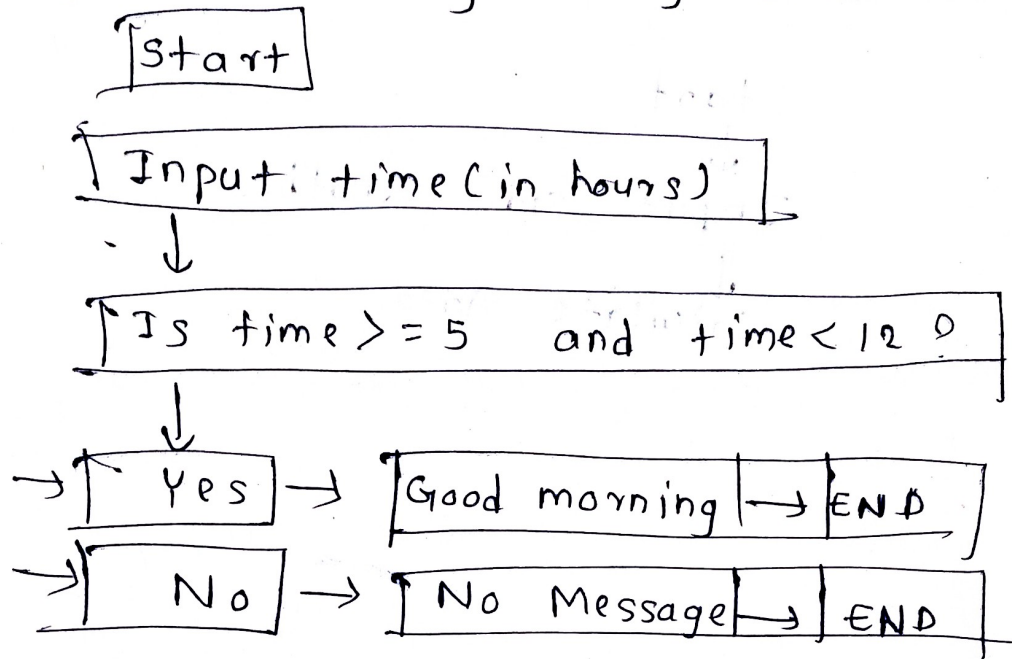 Start
Input: time (in hours)
↓
Is time >= 5 and time < 12 ?
↓
→ Yes → Good morning → END
→ No → No Message → END